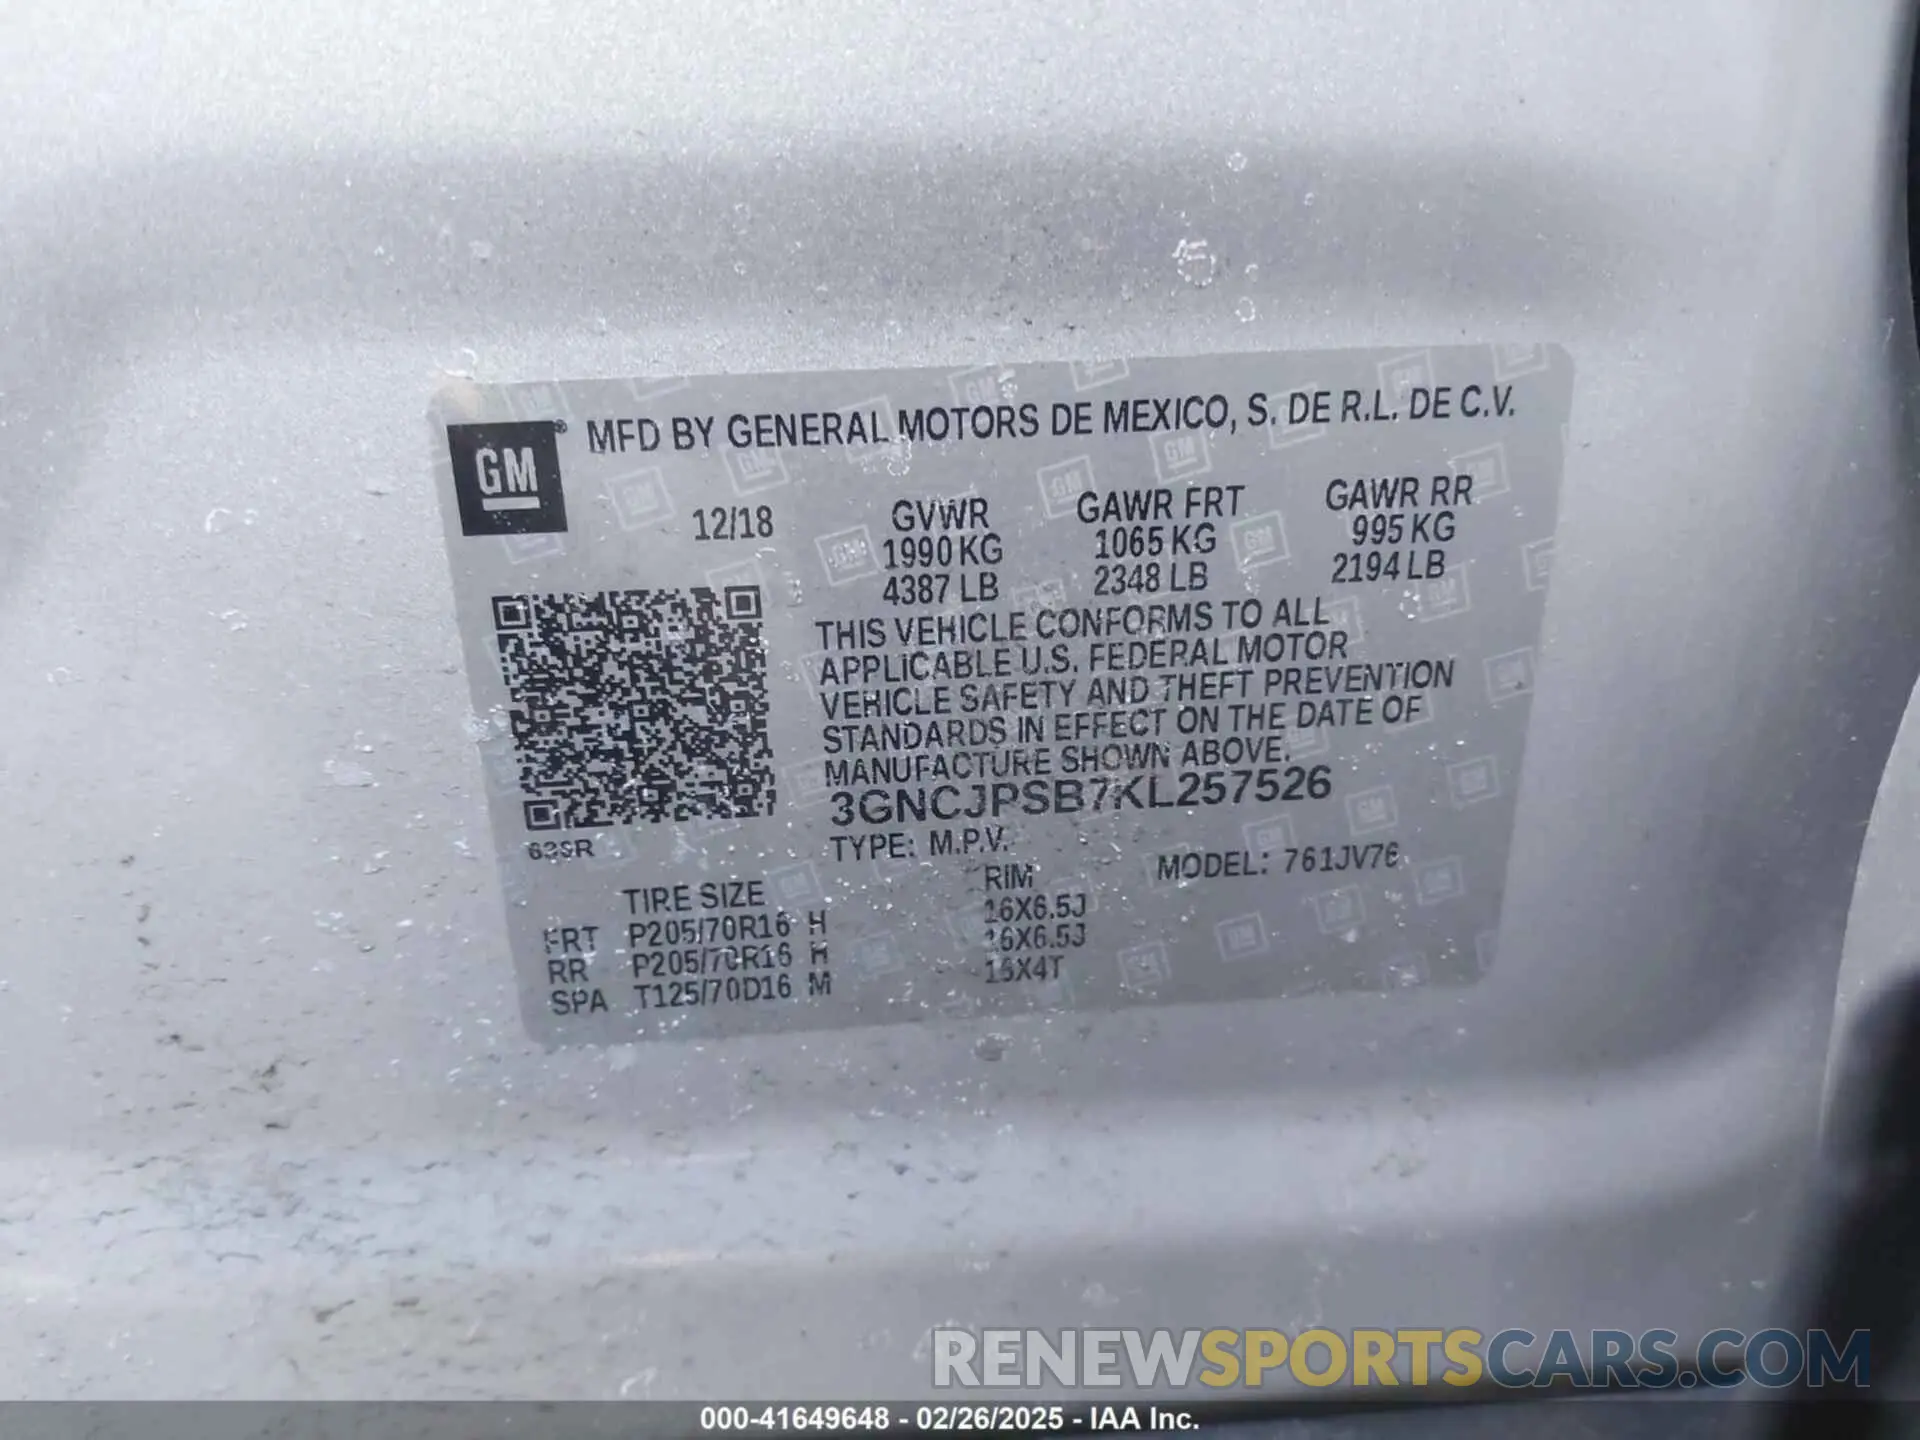 GM® MFD BY GENERAL MOTORS DE MEXICO, S. DE R.L. DE C.V.
12/18 GVWR GAWR FRT GAWR RR
1990 KG 1065 KG 995 KG
4387 LB 2348 LB 2194 LB
THIS VEHICLE CONFORMS TO ALL
APPLICABLE U.S. FEDERAL MOTOR
VEHICLE SAFETY AND THEFT PREVENTION
STANDARDS IN EFFECT ON THE DATE OF
MANUFACTURE SHOWN ABOVE.
3GNCJPSB7KL257526
TYPE: M.P.V. MODEL: 761JV76
TIRE SIZE RIM
FRT P205/70R16 H 16X6.5J
RR P205/70R16 H 16X6.5J
SPA T125/70D16 M 16X4T
RENEWSPORTSCARS.COM
000-41649648 - 02/26/2025 - IAA Inc.